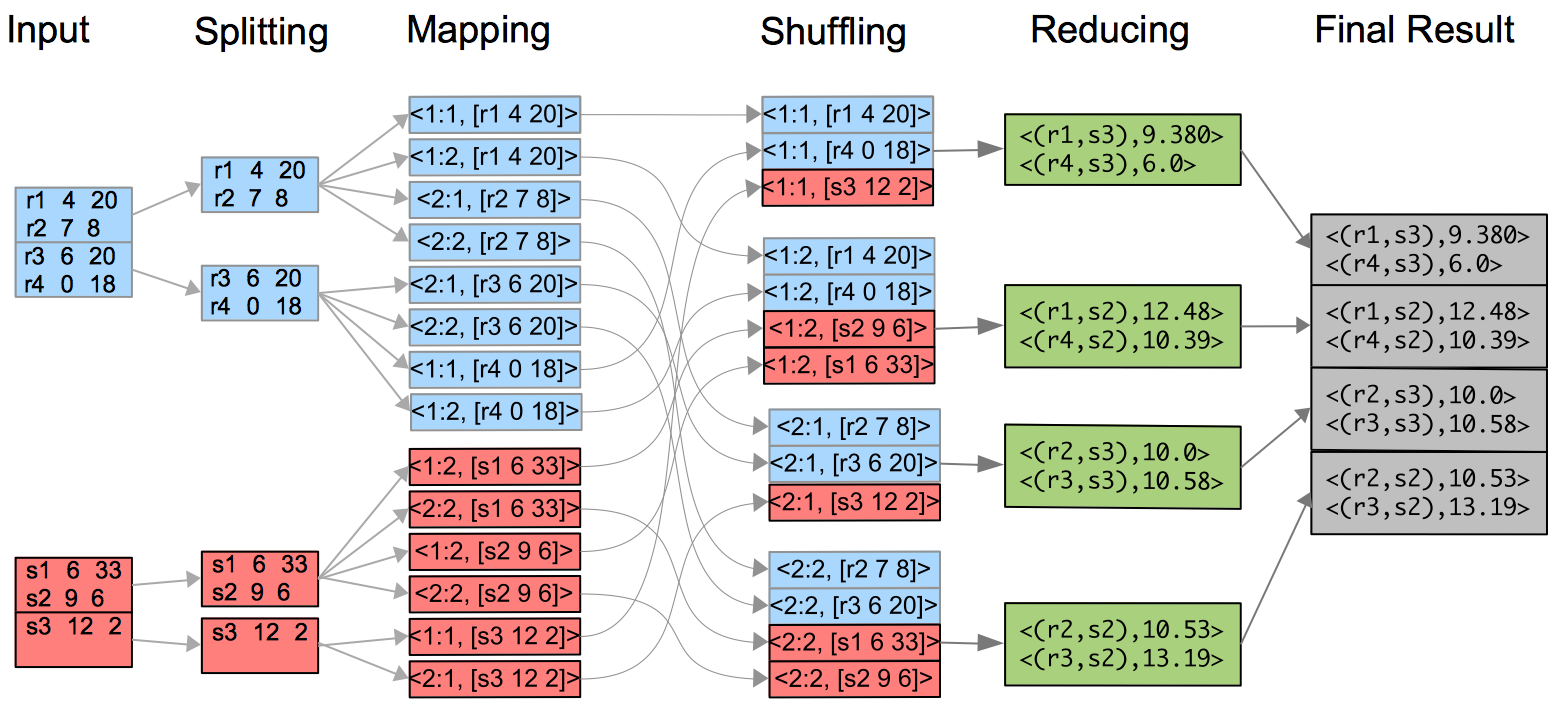 Input
Splitting
Mapping
Shuffling
Reducing
Final Result
r1 4 20
r2 7 8
r3 6 20
r4 0 18
s1 6 33
s2 9 6
s3 12 2
r1 4 20
r2 7 8
r3 6 20
r4 0 18
s1 6 33
s2 9 6
s3 12 2
<1:1, [r1 4 20]>
<1:2, [r1 4 20]>
<2:1, [r2 7 8]>
<2:2, [r2 7 8]>
<2:1, [r3 6 20]>
<2:2, [r3 6 20]>
<1:1, [r4 0 18]>
<1:2, [r4 0 18]>
<1:2, [s1 6 33]>
<2:2, [s1 6 33]>
<1:2, [s2 9 6]>
<2:2, [s2 9 6]>
<1:1, [s3 12 2]>
<2:1, [s3 12 2]>
<1:1, [r1 4 20]>
<1:1, [r4 0 18]>
<1:1, [s3 12 2]>
<1:2, [r1 4 20]>
<1:2, [r4 0 18]>
<1:2, [s2 9 6]>
<1:2, [s1 6 33]>
<2:1, [r2 7 8]>
<2:1, [r3 6 20]>
<2:1, [s3 12 2]>
<2:2, [r2 7 8]>
<2:2, [r3 6 20]>
<2:2, [s1 6 33]>
<2:2, [s2 9 6]>
<(r1,s3),9.380>
<(r4,s3),6.0>
<(r1,s2),12.48>
<(r4,s2),10.39>
<(r2,s3),10.0>
<(r3,s3),10.58>
<(r2,s2),10.53>
<(r3,s2),13.19>
<(r1,s3),9.380>
<(r4,s3),6.0>
<(r1,s2),12.48>
<(r4,s2),10.39>
<(r2,s3),10.0>
<(r3,s3),10.58>
<(r2,s2),10.53>
<(r3,s2),13.19>